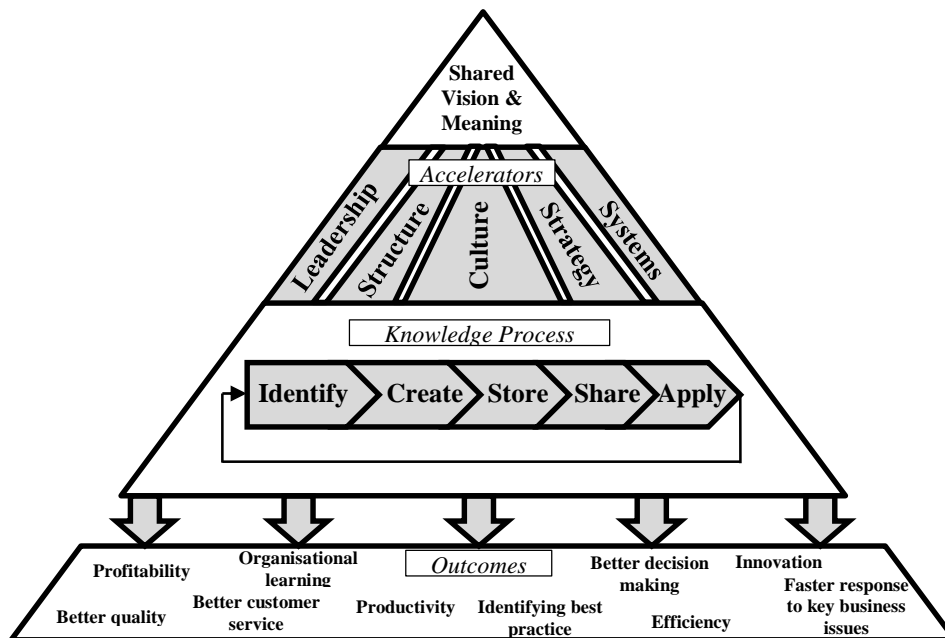 Shared
Vision &
Meaning
Accelerators
Leadership
Structure
Culture
Strategy
Systems
Knowledge Process
Identify
Create
Store
Share
Apply
Outcomes
Profitability
Organisational
learning
Better decision
making
Innovation
Better quality
Better customer
service
Productivity
Identifying best
practice
Efficiency
Faster response
to key business
issues